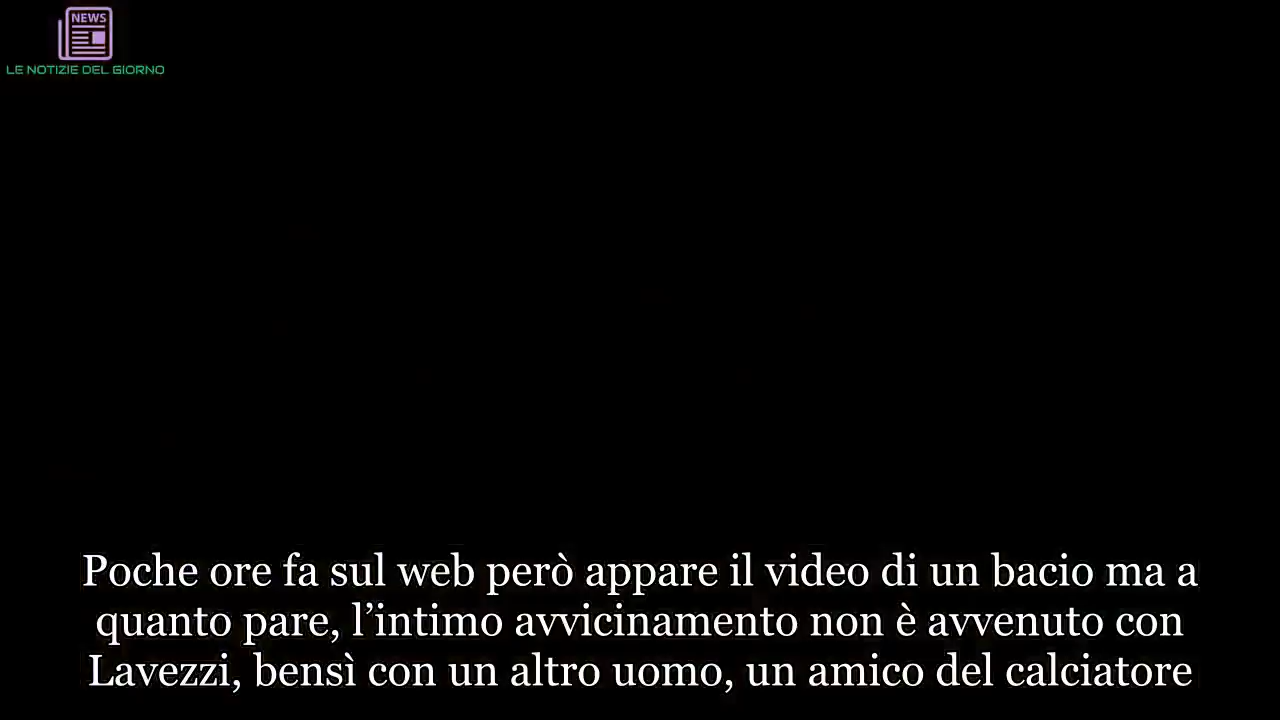 NEWS
LE NOTIZIE DEL GIORNO
Poche ore fa sul web però appare il video di un bacio ma a
quanto pare, l’intimo avvicinamento non è avvenuto con
Lavezzi, bensì con un altro uomo, un amico del calciatore